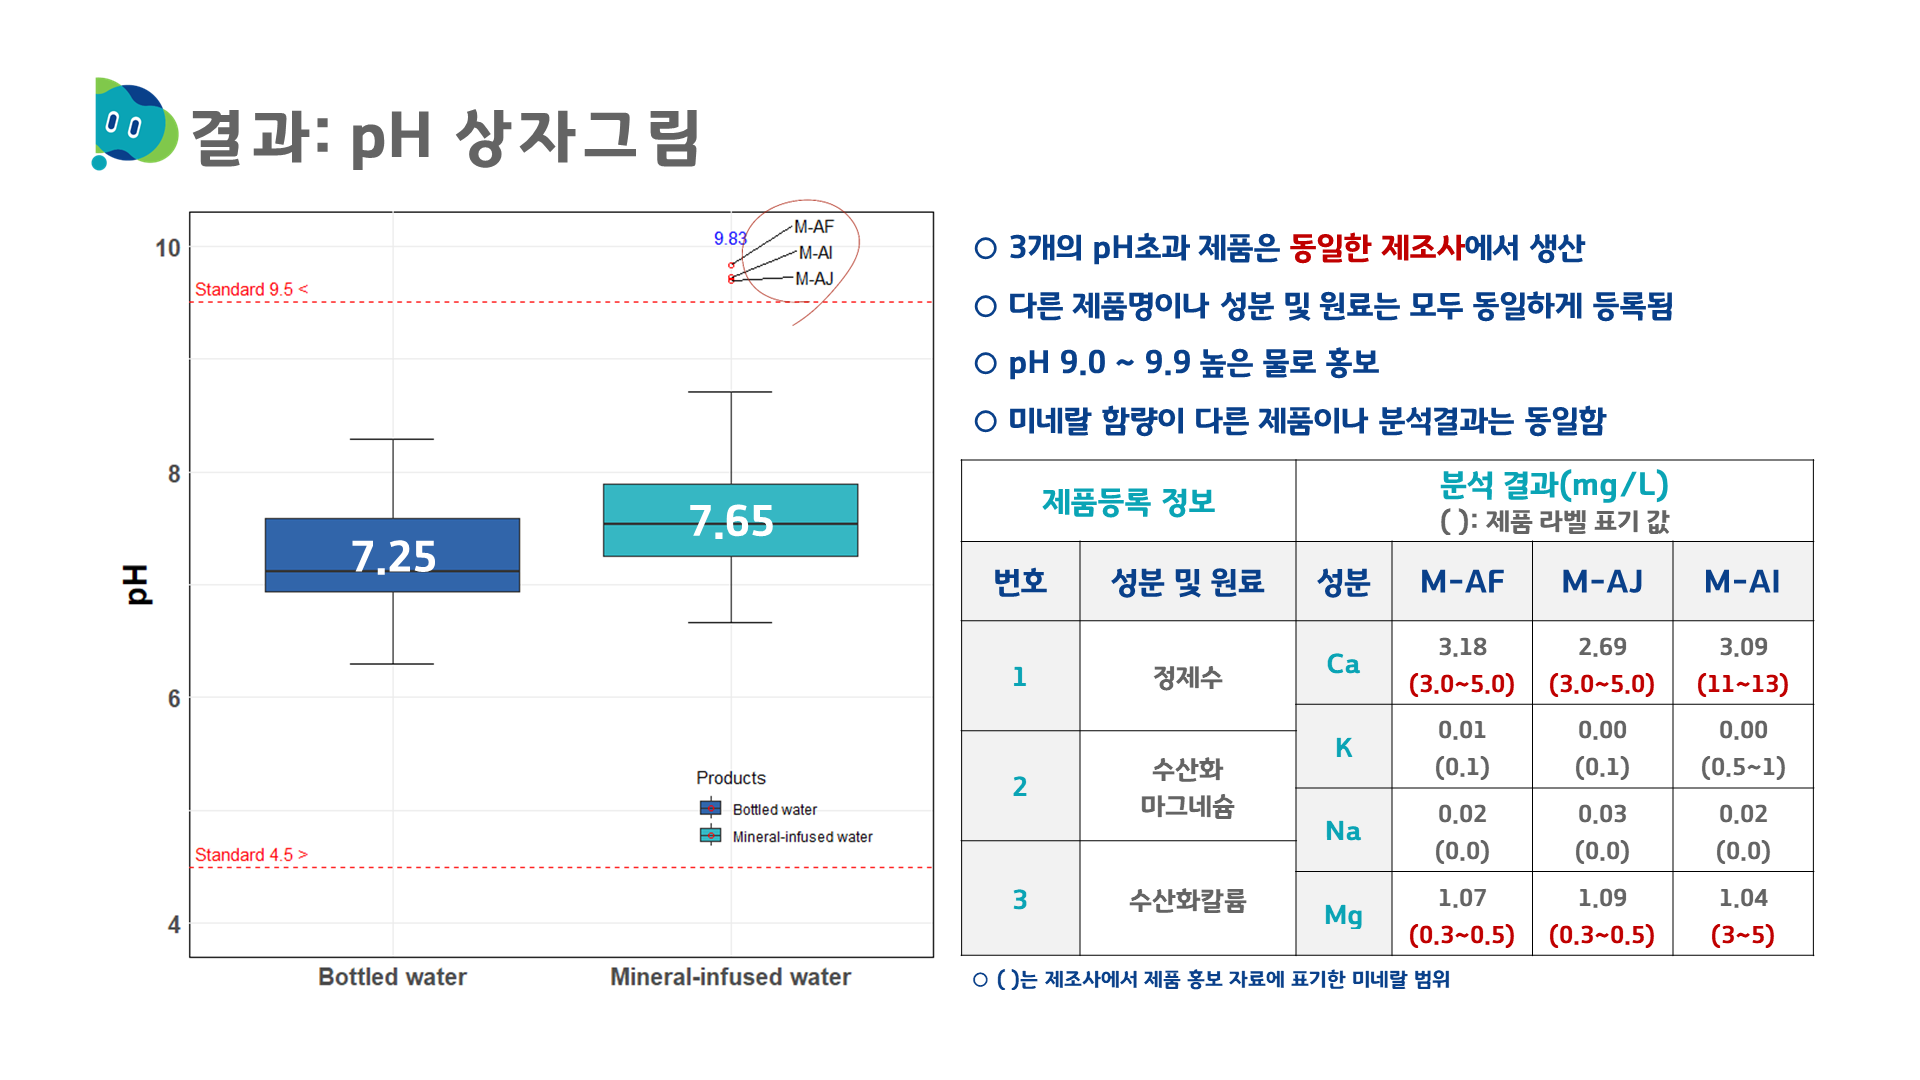 결과: pH 상자그림
10
8
6
4
pH
Standard 9.5 <
Standard 4.5 >
9.83
M-AF
M-AI
M-AJ
7.25
7.65
Products
Bottled water
Mineral-infused water
Bottled water
Mineral-infused water
○ 3개의 pH초과 제품은 동일한 제조사에서 생산
○ 다른 제품명이나 성분 및 원료는 모두 동일하게 등록됨
○ pH 9.0 ~ 9.9 높은 물로 홍보
○ 미네랄 함량이 다른 제품이나 분석결과는 동일함
제품등록 정보
분석 결과(mg/L)
( ): 제품 라벨 표기 값
번호 성분 및 원료 성분 M-AF M-AJ M-AI
1 정제수
2 수산화
마그네슘
3 수산화칼륨
Ca 3.18 2.69 3.09
(3.0~5.0) (3.0~5.0) (11~13)
K 0.01 0.00 0.00
(0.1) (0.1) (0.5~1)
Na 0.02 0.03 0.02
(0.0) (0.0) (0.0)
Mg 1.07 1.09 1.04
(0.3~0.5) (0.3~0.5) (3~5)
○ ( )는 제조사에서 제품 홍보 자료에 표기한 미네랄 범위